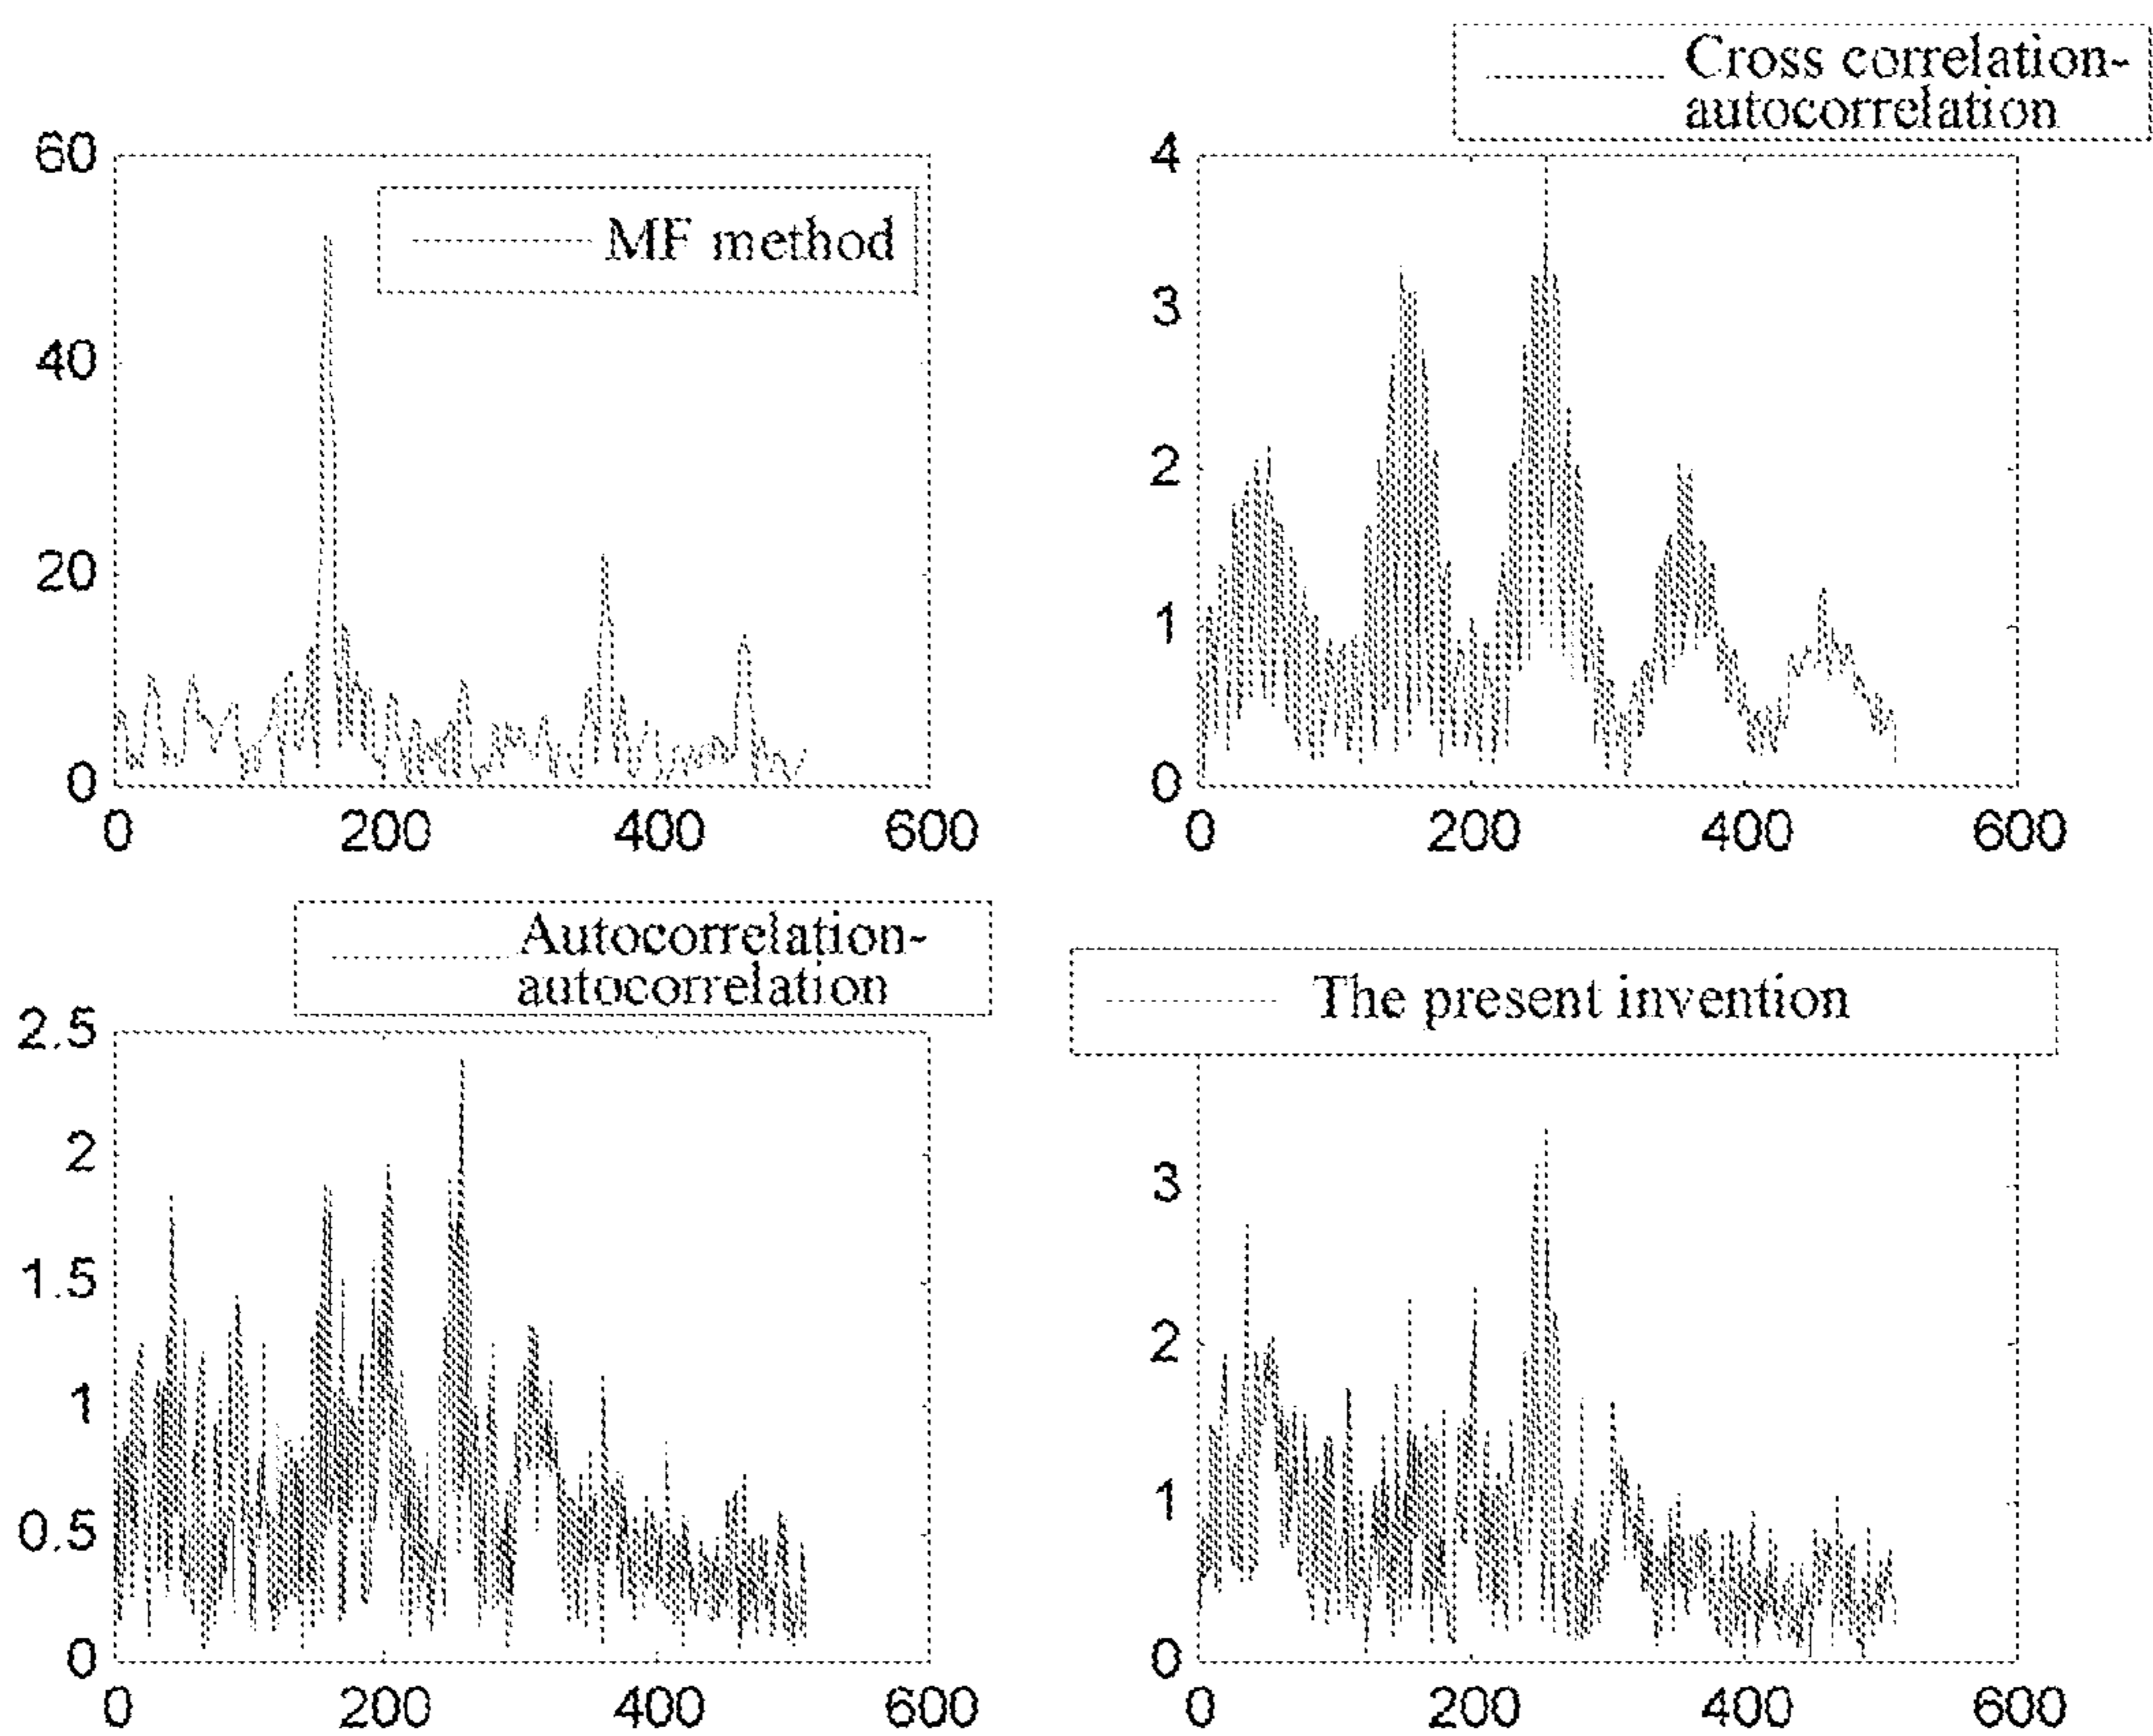 Cross correlation-
autocorrelation
60
40
20
0
MF method
0 200 400 600
4
3
2
1
0
0 200 400 600
Autocorrelation-
autocorrelation
2.5
2
1.5
1
0.5
0
0 200 400 600
The present invention
3
2
1
0
0 200 400 600